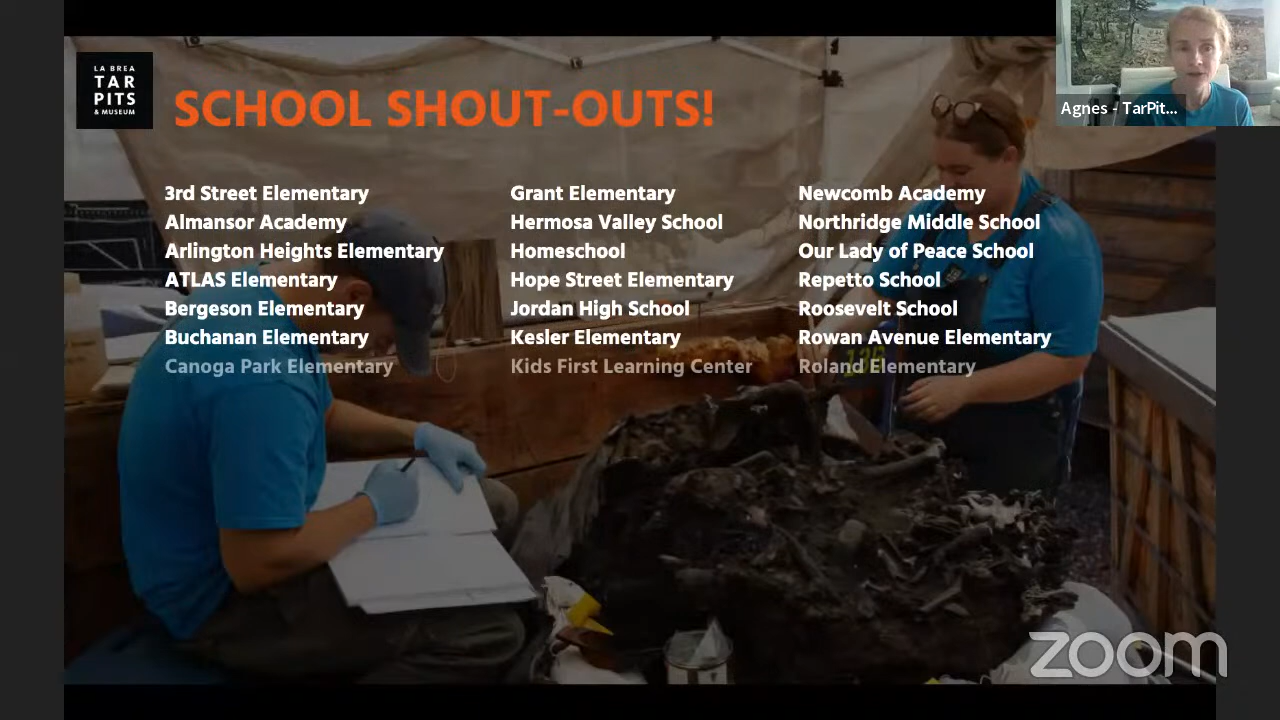 LA BREA
TAR
PITS
& MUSEUM
SCHOOL SHOUT-OUTS!
Agnes - TarPit...
3rd Street Elementary
Almansor Academy
Arlington Heights Elementary
ATLAS Elementary
Bergeson Elementary
Buchanan Elementary
Canoga Park Elementary
Grant Elementary
Hermosa Valley School
Homeschool
Hope Street Elementary
Jordan High School
Kesler Elementary
Kids First Learning Center
Newcomb Academy
Northridge Middle School
Our Lady of Peace School
Repetto School
Roosevelt School
Rowan Avenue Elementary
Roland Elementary
zoom